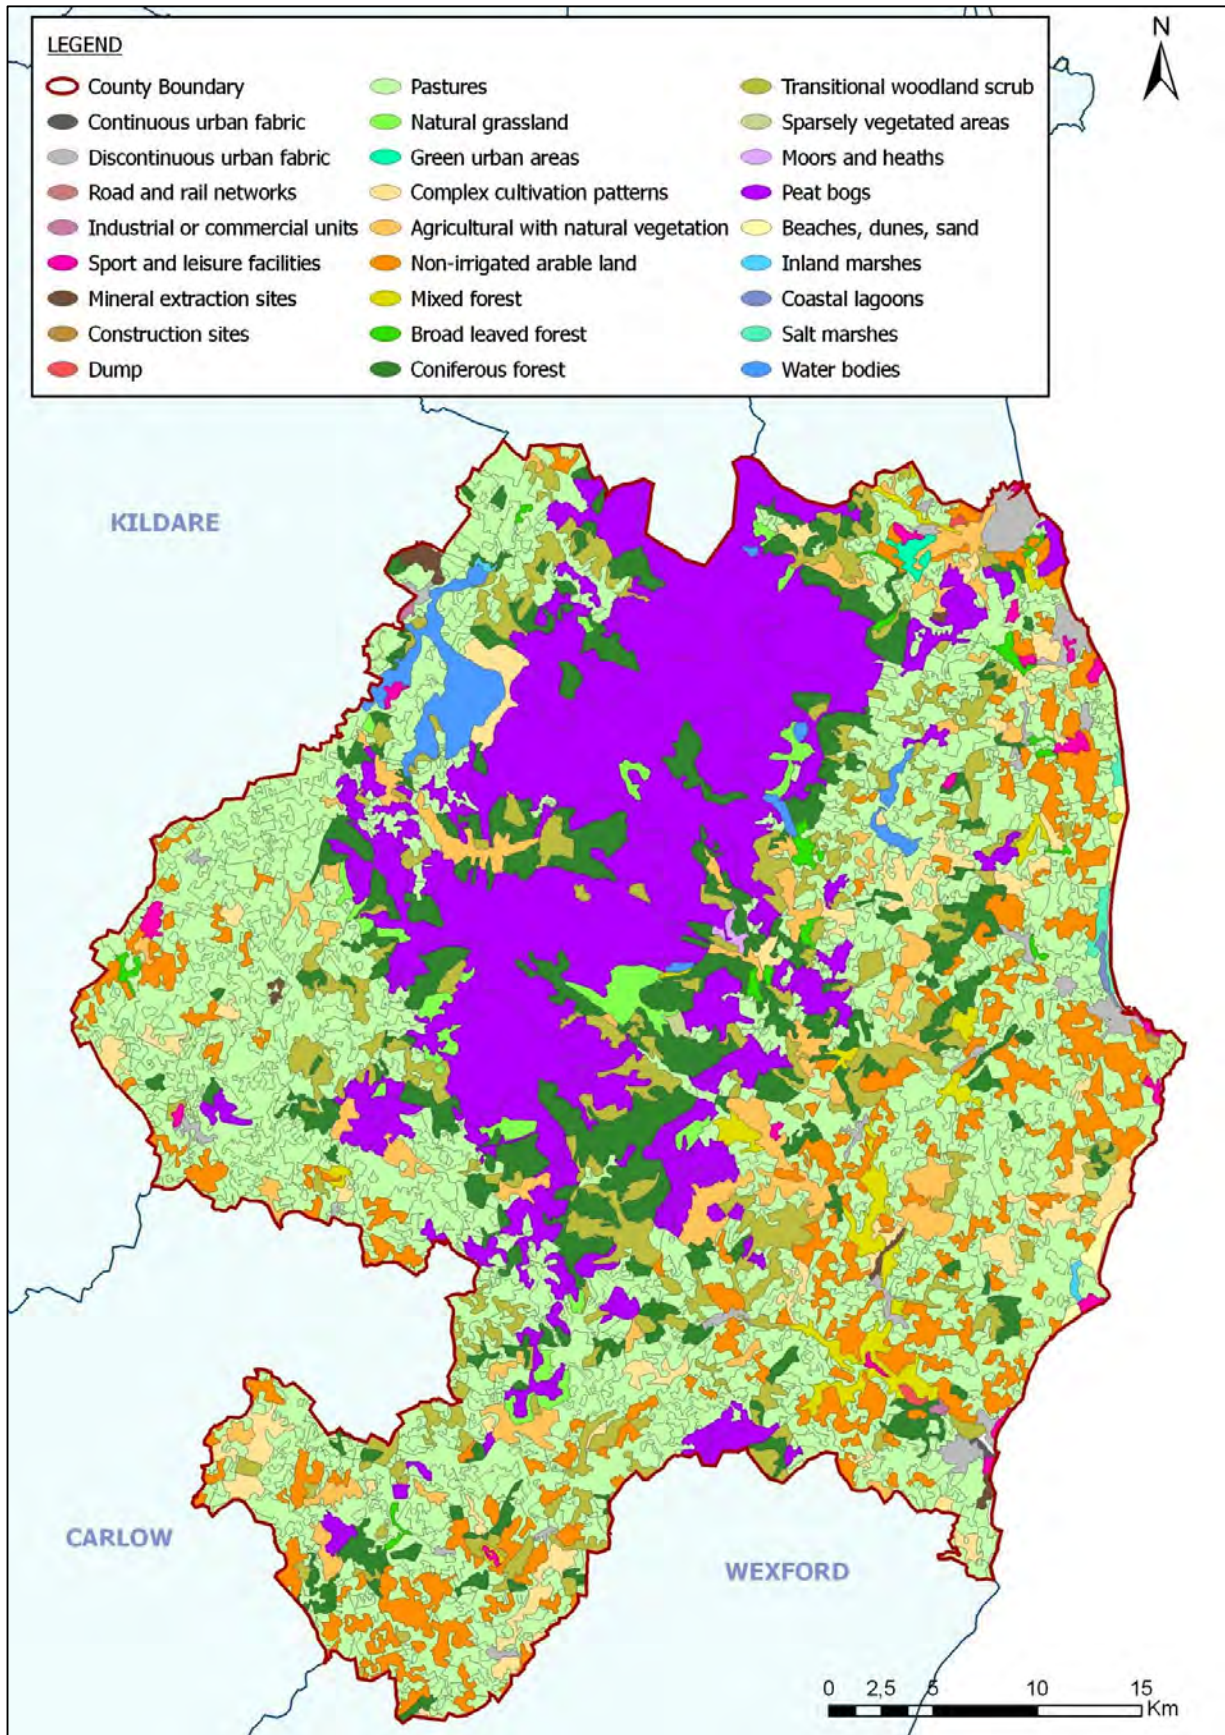 LEGEND
County Boundary
Continuous urban fabric
Discontinuous urban fabric
Road and rail networks
Industrial or commercial units
Sport and leisure facilities
Mineral extraction sites
Construction sites
Dump
Pastures
Natural grassland
Green urban areas
Complex cultivation patterns
Agricultural with natural vegetation
Non-irrigated arable land
Mixed forest
Broad leaved forest
Coniferous forest
Transitional woodland scrub
Sparsely vegetated areas
Moors and heaths
Peat bogs
Beaches, dunes, sand
Inland marshes
Coastal lagoons
Salt marshes
Water bodies
N
KILDARE
CARLOW
WEXFORD
0 2,5 5 10 15
Km